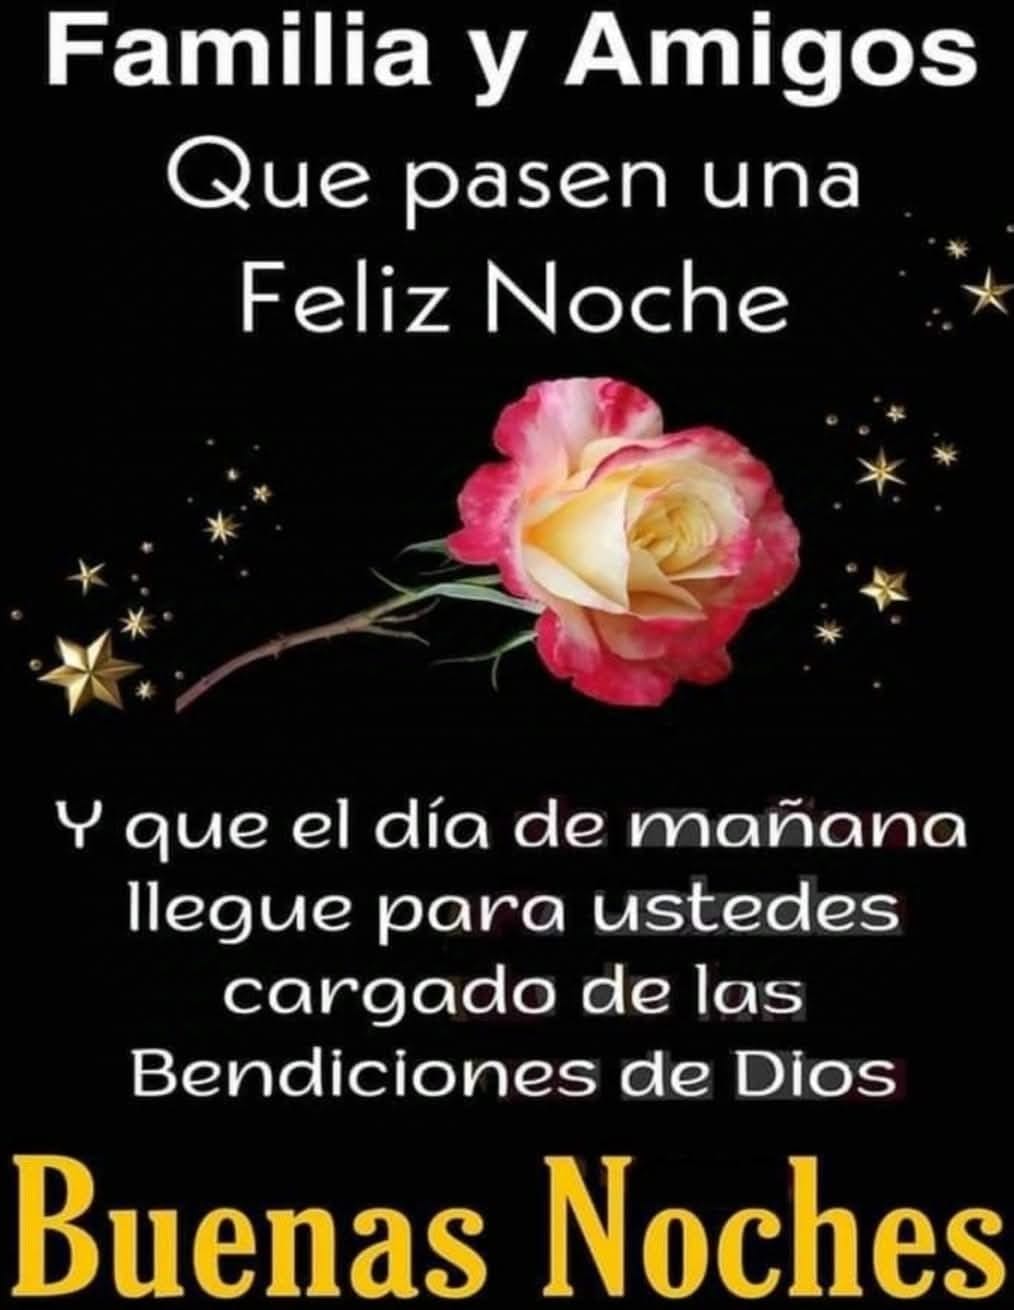 Familia y Amigos
Que pasen una
Feliz Noche
Y que el día de mañana
llegue para ustedes
cargado de las
Bendiciones de Dios
Buenas Noches